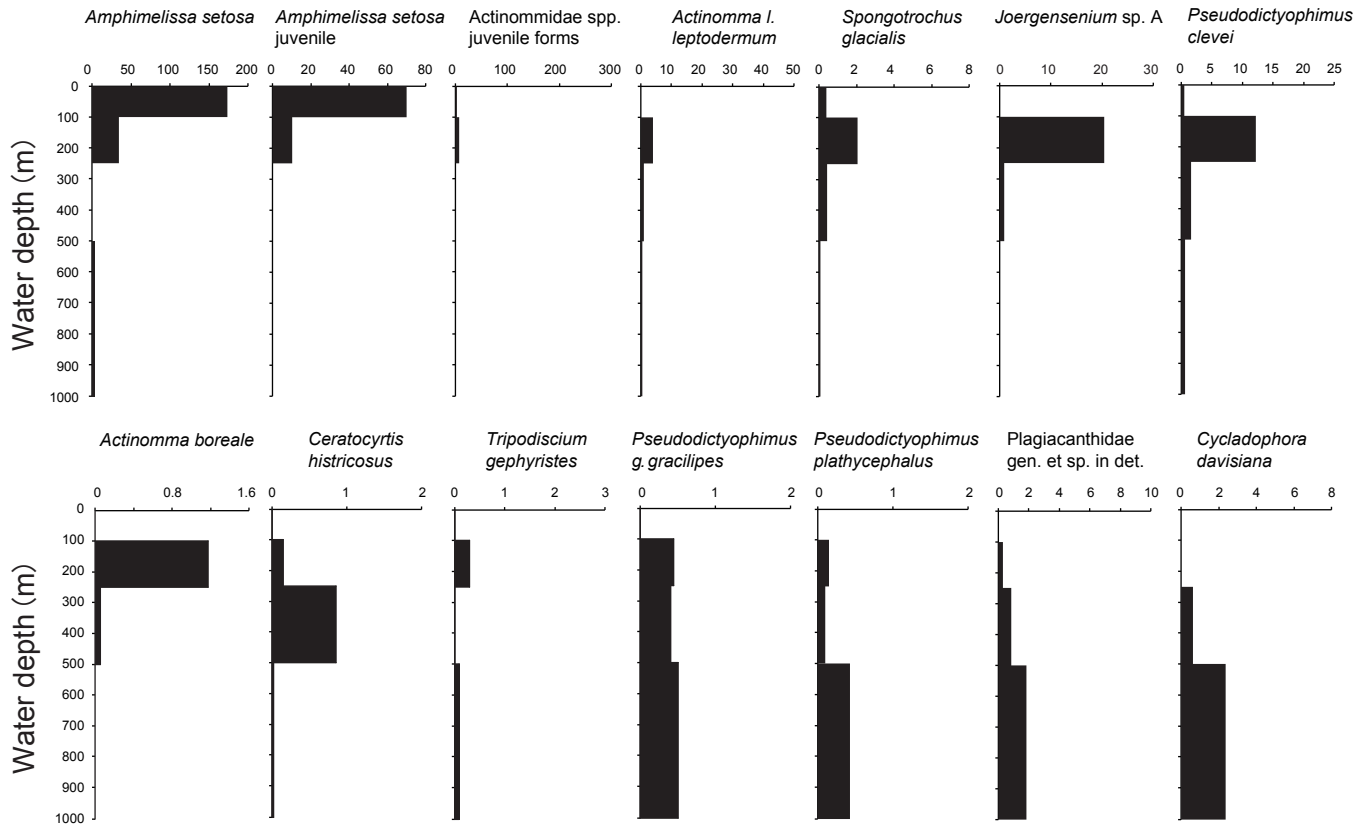 Amphimelissa setosa
Amphimelissa setosa
juvenile
Actinommidae spp.
juvenile forms
Actinomma l.
leptodermum
Spongotrochus
glacialis
Joergensenium sp. A
Pseudodictyophimus
clevei
0 50 100 150 200
0 20 40 60 80
0 100 200 300
0 10 20 30 40 50
0 2 4 6 8
0 10 20 30
0 5 10 15 20 25
Water depth (m)
0
100
200
300
400
500
600
700
800
900
1000
Actinomma boreale
Ceratocyrtis
histricosus
Tripodiscium
gephyristes
Pseudodictyophimus
g. gracilipes
Pseudodictyophimus
plathycephalus
Plagiacanthidae
gen. et sp. in det.
Cycladophora
davisiana
0 0.8 1.6
0 1 2
0 1 2 3
0 1 2
0 1 2
0 2 4 6 8 10
0 2 4 6 8
Water depth (m)
0
100
200
300
400
500
600
700
800
900
1000